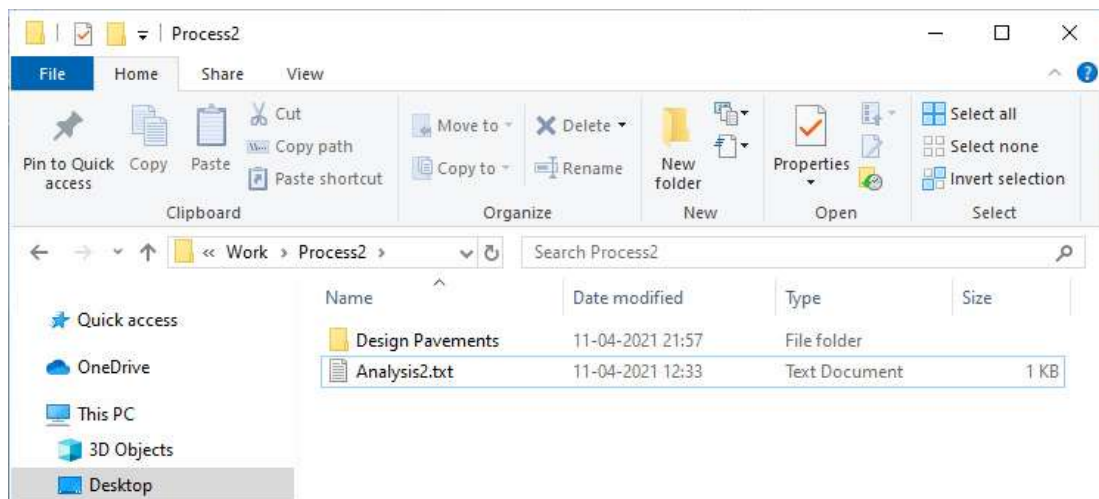 Process2
File Home Share View
Pin to Quick access
Copy
Paste
Cut
Copy path
Paste shortcut
Clipboard
Move to
Copy to
Delete
Rename
Organize
New folder
New
Properties
Open
Select all
Select none
Invert selection
Select
« Work > Process2 >
Search Process2
Name Date modified Type Size
Design Pavements 11-04-2021 21:57 File folder
Analysis2.txt 11-04-2021 12:33 Text Document 1 KB
Quick access
OneDrive
This PC
3D Objects
Desktop